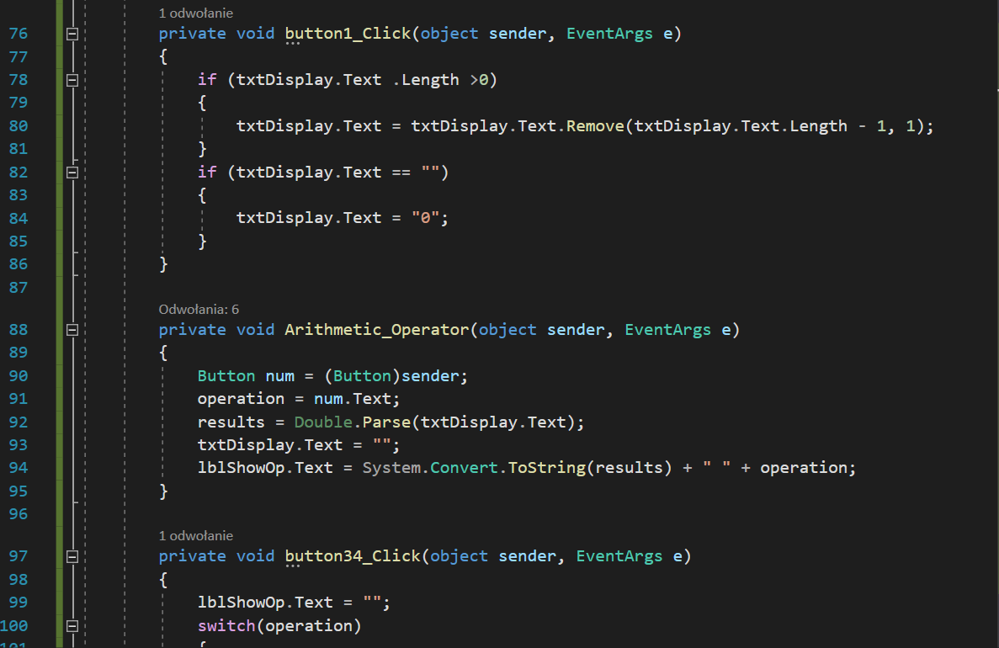 1 odwołanie
76 private void button1_Click(object sender, EventArgs e)
77 {
78 if (txtDisplay.Text .Length >0)
79 {
80 txtDisplay.Text = txtDisplay.Text.Remove(txtDisplay.Text.Length - 1, 1);
81 }
82 if (txtDisplay.Text == "")
83 {
84 txtDisplay.Text = "0";
85 }
86 }
87
Odwołania: 6
88 private void Arithmetic_Operator(object sender, EventArgs e)
89 {
90 Button num = (Button)sender;
91 operation = num.Text;
92 results = Double.Parse(txtDisplay.Text);
93 txtDisplay.Text = "";
94 lblShowOp.Text = System.Convert.ToString(results) + " " + operation;
95 }
96
1 odwołanie
97 private void button34_Click(object sender, EventArgs e)
98 {
99 lblShowOp.Text = "";
100 switch(operation)
101 {